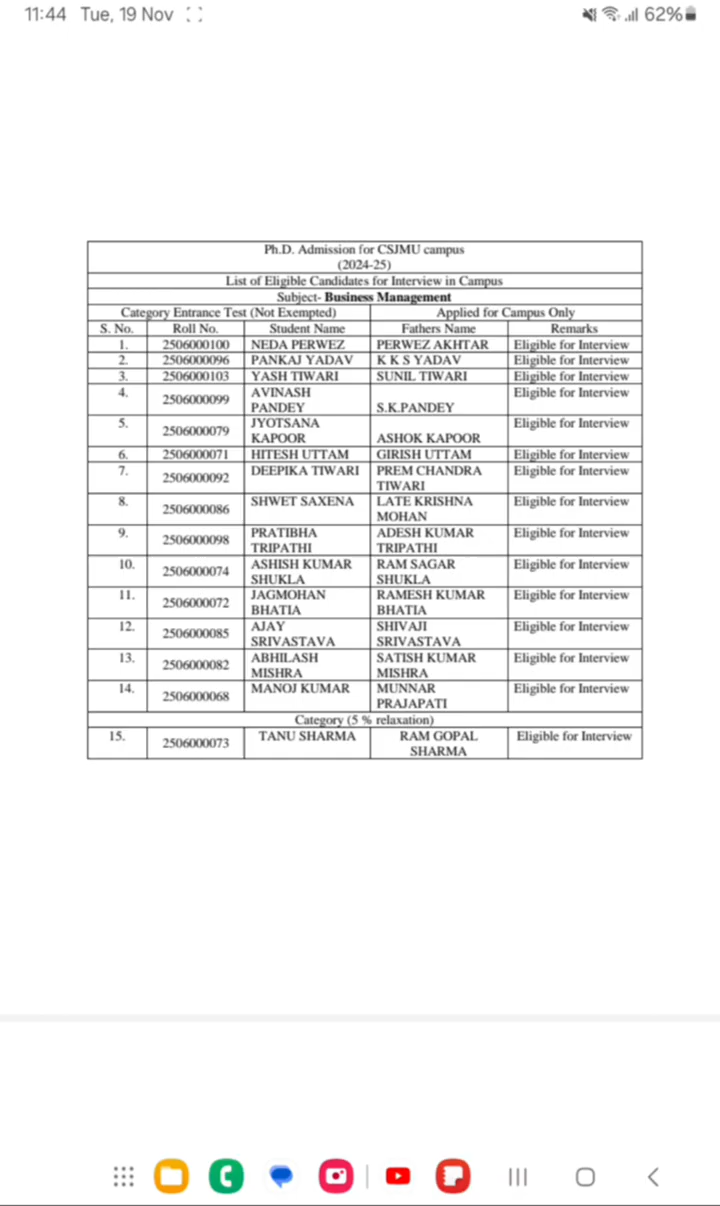 11:44 Tue, 19 Nov
62%
Ph.D. Admission for CSJMU campus
(2024-25)
List of Eligible Candidates for Interview in Campus
Subject- Business Management
Category Entrance Test (Not Exempted) Applied for Campus Only
S. No. Roll No. Student Name Fathers Name Remarks
1. 2506000100 NEDA PERWEZ PERWEZ AKHTAR Eligible for Interview
2. 2506000096 PANKAJ YADAV K K S YADAV Eligible for Interview
3. 2506000103 YASH TIWARI SUNIL TIWARI Eligible for Interview
4. 2506000099 AVINASH PANDEY S.K.PANDEY Eligible for Interview
5. 2506000079 JYOTSANA KAPOOR ASHOK KAPOOR Eligible for Interview
6. 2506000071 HITESH UTTAM GIRISH UTTAM Eligible for Interview
7. 2506000092 DEEPIKA TIWARI PREM CHANDRA TIWARI Eligible for Interview
8. 2506000086 SHWET SAXENA LATE KRISHNA MOHAN Eligible for Interview
9. 2506000098 PRATIBHA TRIPATHI ADESH KUMAR TRIPATHI Eligible for Interview
10. 2506000074 ASHISH KUMAR SHUKLA RAM SAGAR SHUKLA Eligible for Interview
11. 2506000072 JAGMOHAN BHATIA RAMESH KUMAR BHATIA Eligible for Interview
12. 2506000085 AJAY SRIVASTAVA SHIVAJI SRIVASTAVA Eligible for Interview
13. 2506000082 ABHILASH MISHRA SATISH KUMAR MISHRA Eligible for Interview
14. 2506000068 MANOJ KUMAR MUNNAR PRAJAPATI Eligible for Interview
Category (5 % relaxation)
15. 2506000073 TANU SHARMA RAM GOPAL SHARMA Eligible for Interview